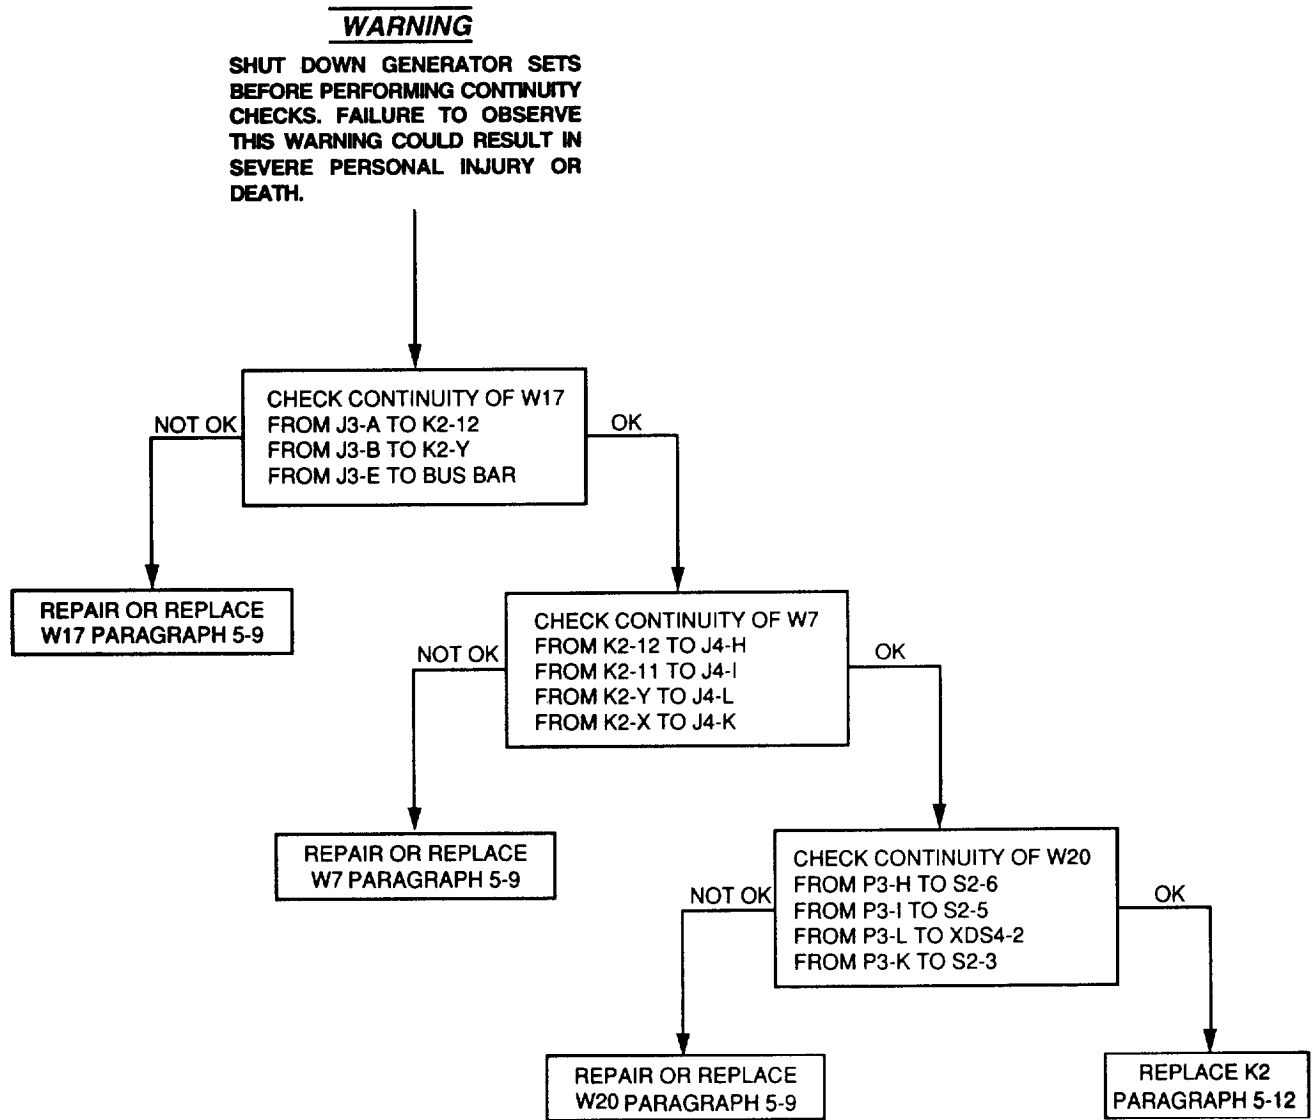 WARNING
SHUT DOWN GENERATOR SETS
BEFORE PERFORMING CONTINUITY
CHECKS. FAILURE TO OBSERVE
THIS WARNING COULD RESULT IN
SEVERE PERSONAL INJURY OR
DEATH.
CHECK CONTINUITY OF W17
FROM J3-A TO K2-12
FROM J3-B TO K2-Y
FROM J3-E TO BUS BAR
NOT OK
OK
REPAIR OR REPLACE
W17 PARAGRAPH 5-9
CHECK CONTINUITY OF W7
FROM K2-12 TO J4-H
FROM K2-11 TO J4-I
FROM K2-Y TO J4-L
FROM K2-X TO J4-K
NOT OK
OK
REPAIR OR REPLACE
W7 PARAGRAPH 5-9
CHECK CONTINUITY OF W20
FROM P3-H TO S2-6
FROM P3-I TO S2-5
FROM P3-L TO XDS4-2
FROM P3-K TO S2-3
NOT OK
OK
REPAIR OR REPLACE
W20 PARAGRAPH 5-9
REPLACE K2
PARAGRAPH 5-12